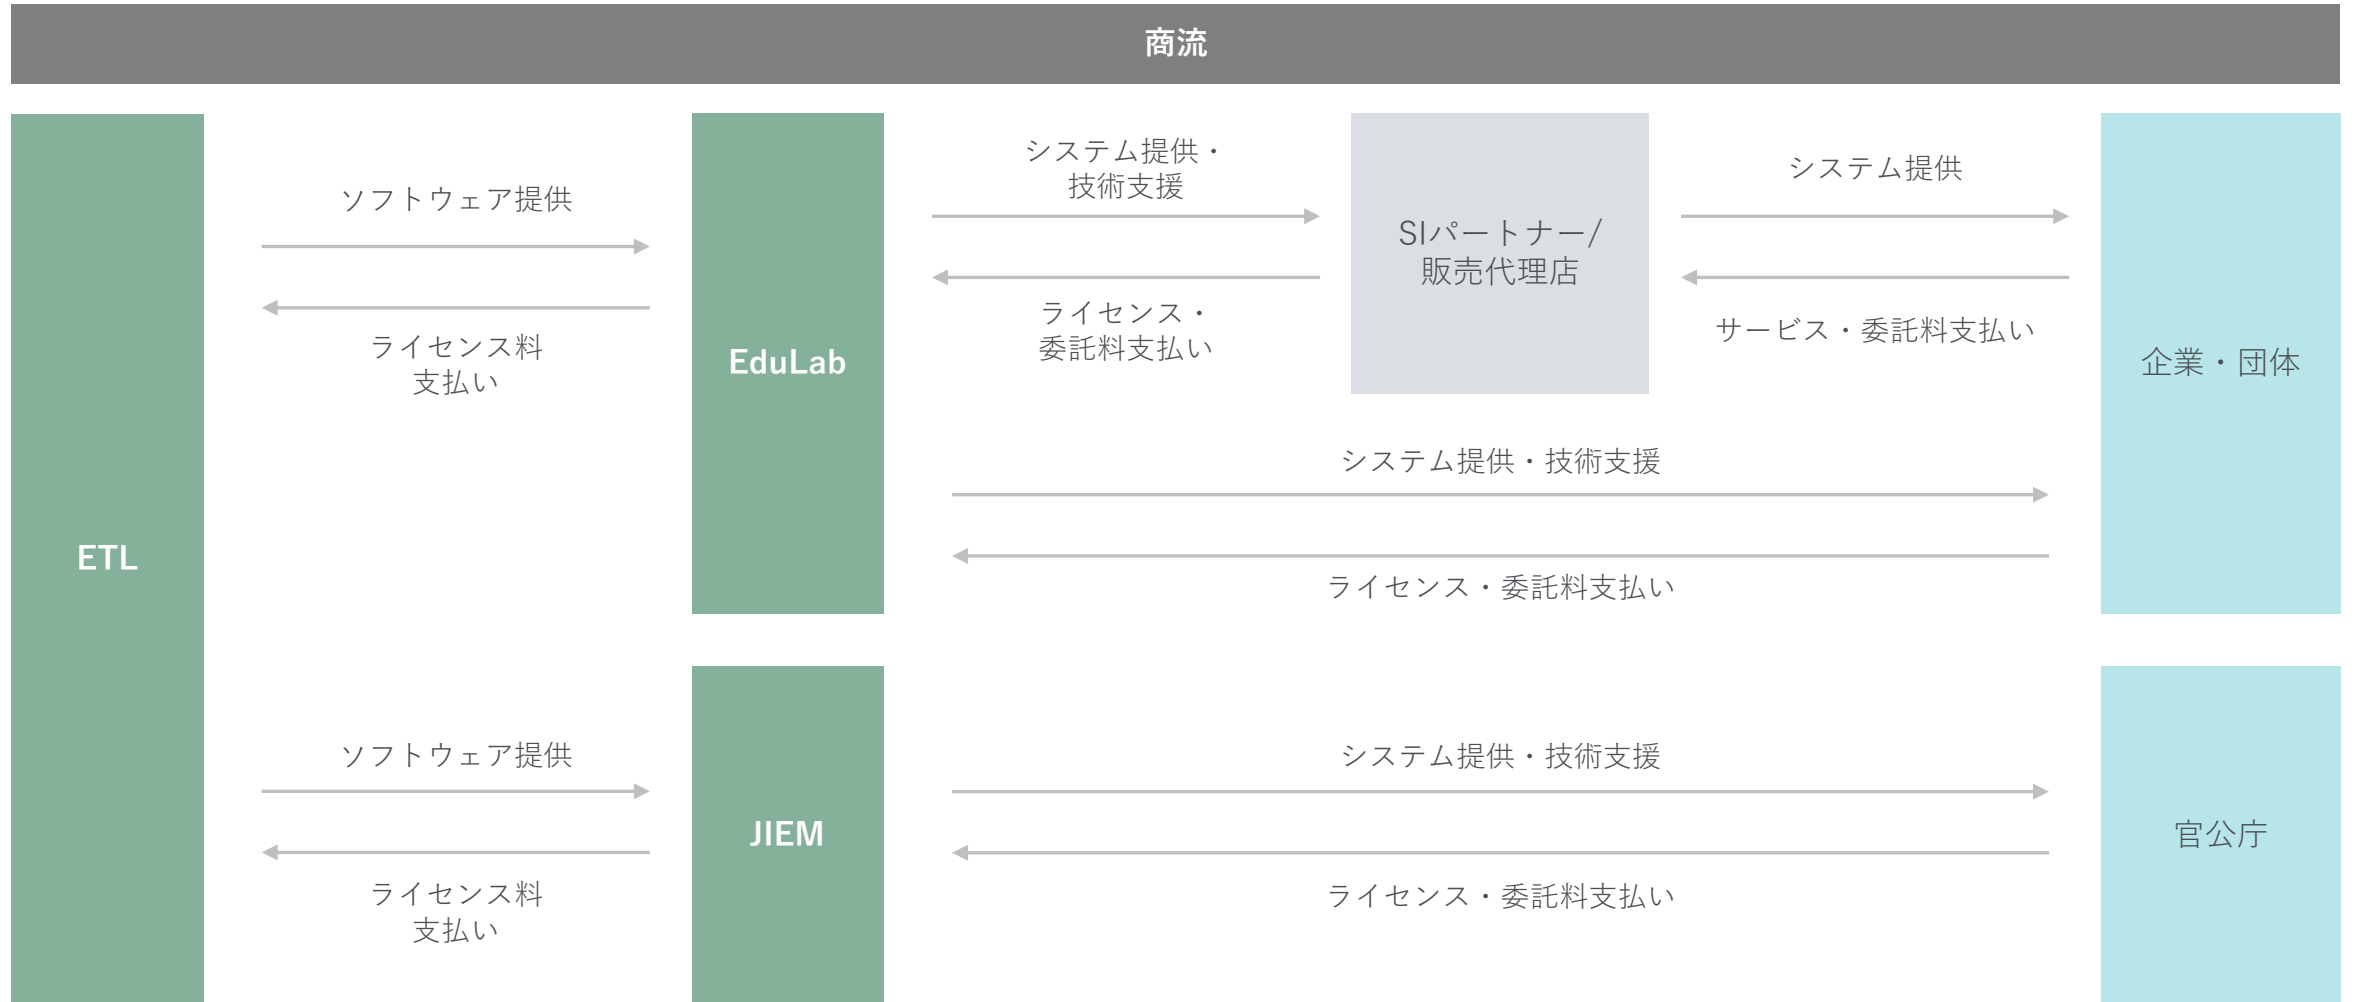 商流
ETL
ソフトウェア提供
ライセンス料
支払い
EduLab
システム提供・
技術支援
ライセンス・
委託料支払い
SIパートナー/
販売代理店
システム提供
サービス・委託料支払い
企業・団体
システム提供・技術支援
ライセンス・委託料支払い
ソフトウェア提供
ライセンス料
支払い
JIEM
システム提供・技術支援
ライセンス・委託料支払い
官公庁